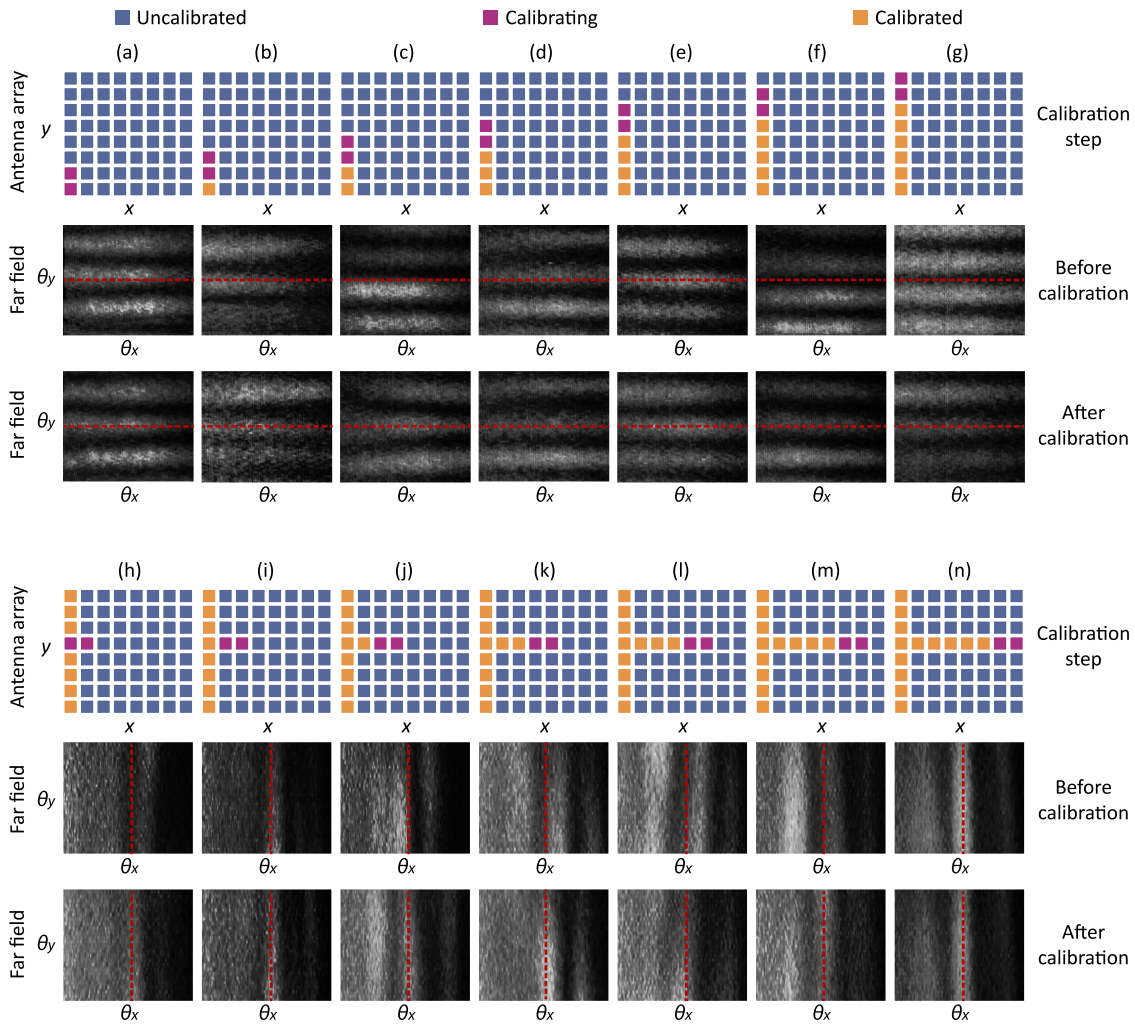 Uncalibrated Calibrating Calibrated
(a) (b) (c) (d) (e) (f) (g)
Antenna array
y
Calibration
step
x x x x x x x
Far field
θy
Before
calibration
θx θx θx θx θx θx θx
Far field
θy
After
calibration
θx θx θx θx θx θx θx
(h) (i) (j) (k) (l) (m) (n)
Antenna array
y
Calibration
step
x x x x x x x
Far field
θy
Before
calibration
θx θx θx θx θx θx θx
Far field
θy
After
calibration
θx θx θx θx θx θx θx